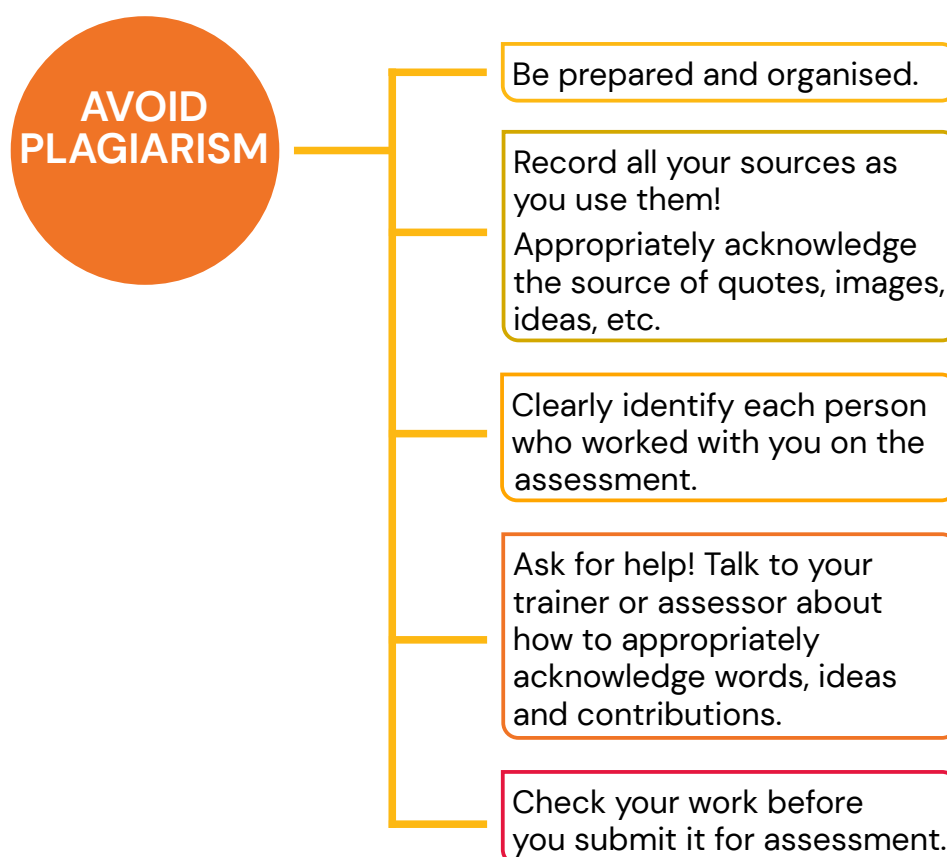 AVOID
PLAGIARISM
Be prepared and organised.
Record all your sources as
you use them!
Appropriately acknowledge
the source of quotes, images,
ideas, etc.
Clearly identify each person
who worked with you on the
assessment.
Ask for help! Talk to your
trainer or assessor about
how to appropriately
acknowledge words, ideas
and contributions.
Check your work before
you submit it for assessment.